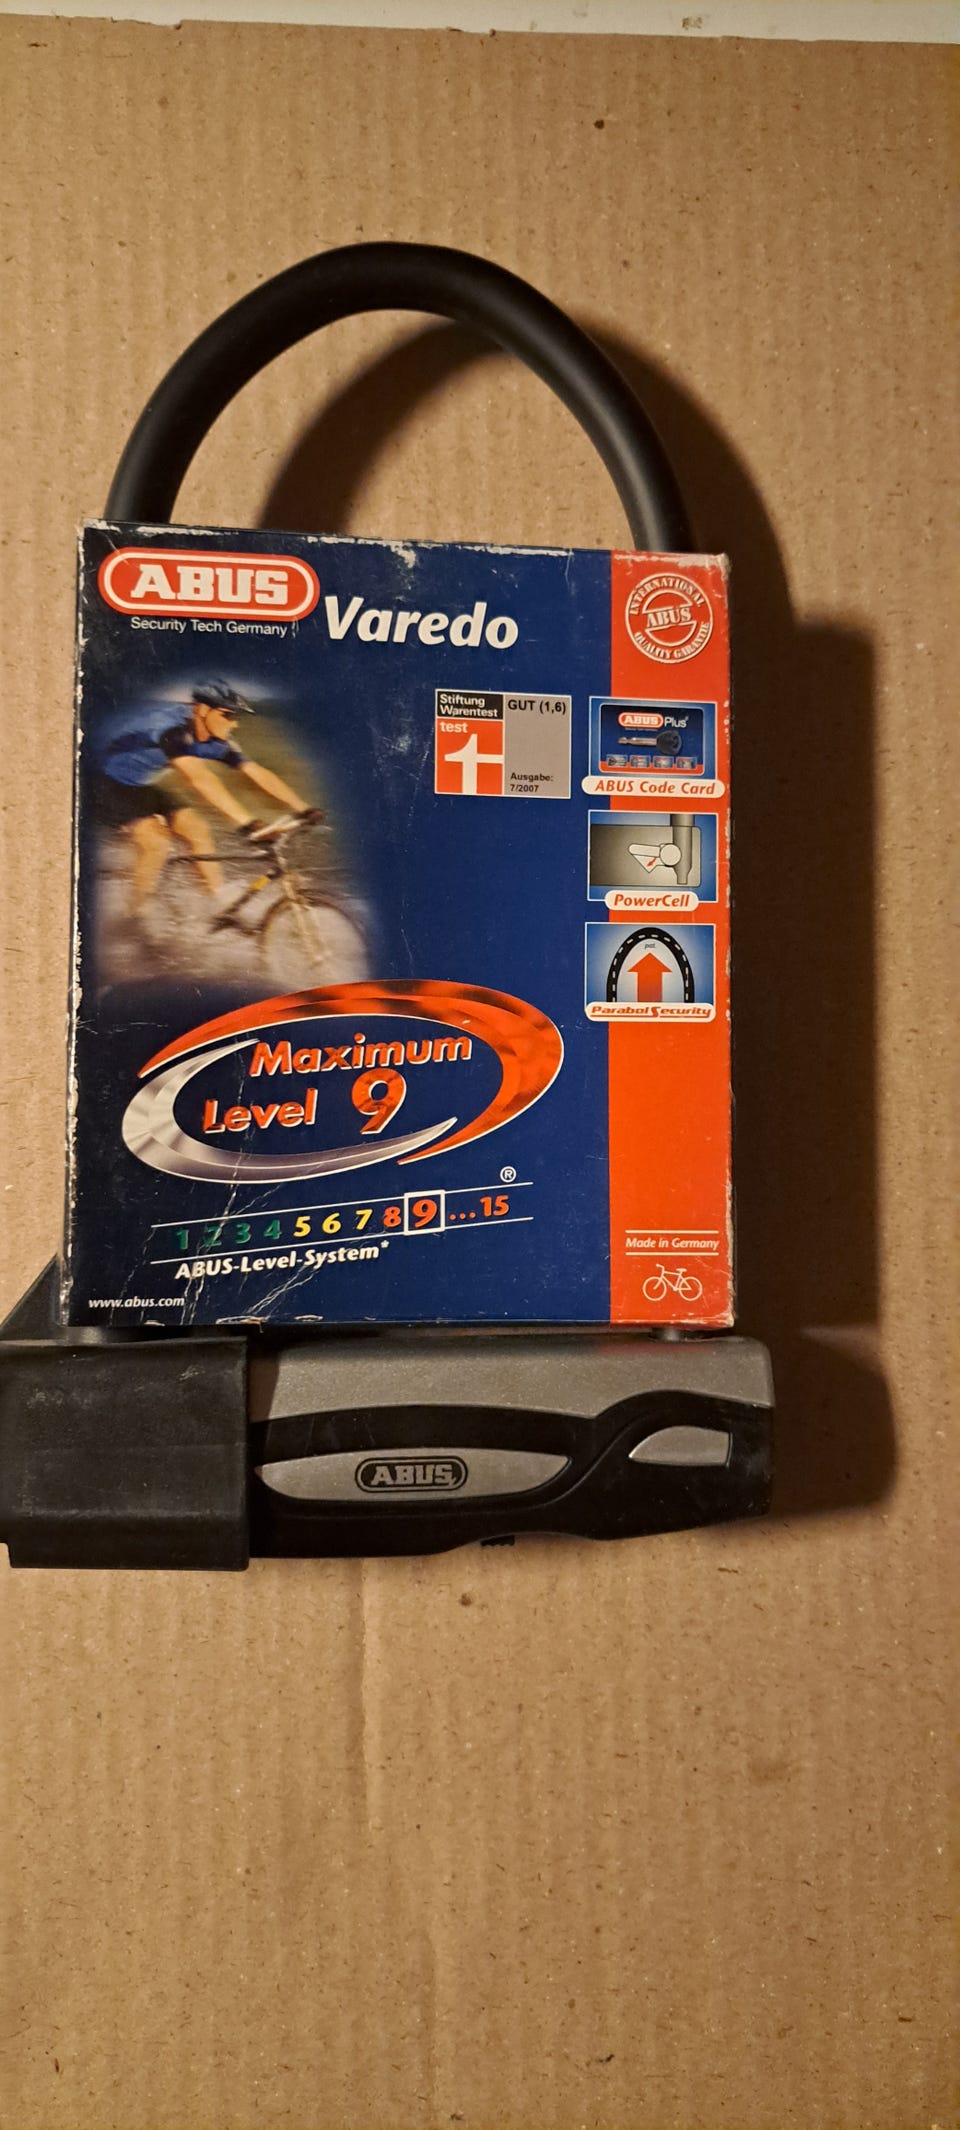 ABUS
Security Tech Germany
Varedo
INTERNATIONAL
ABUS
QUALITY GARANTIE
Stiftung
Warentest
test
GUT (1,6)
Ausgabe:
7/2007
ABUS Plus
ABUS Code Card
PowerCell
pat.
Parabol Security
Maximum
Level 9
®
1 2 3 4 5 6 7 8 9 ... 15
ABUS-Level-System*
www.abus.com
Made in Germany
ABUS